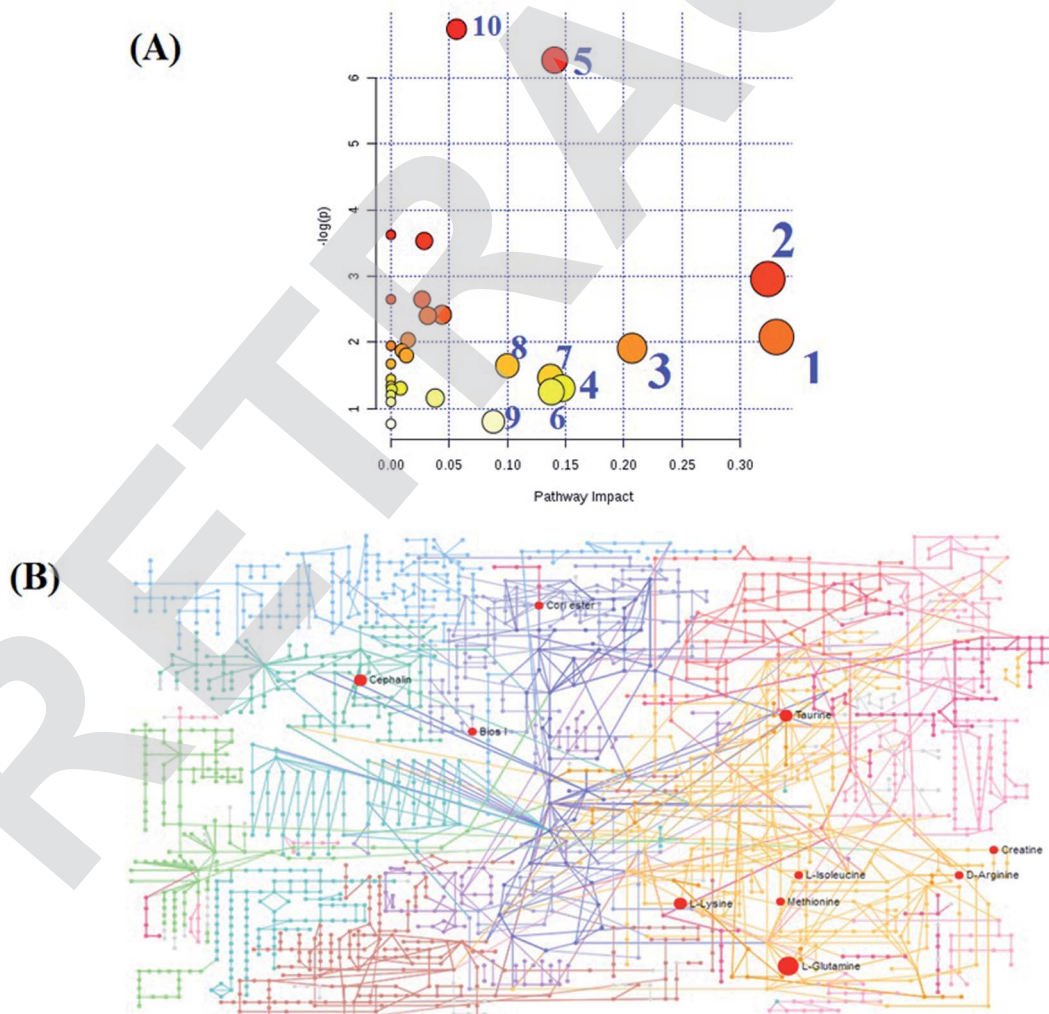 (A)
10
5
6
5
4
3
2
1
-log(p)
2
1
3
8
7
4
9
6
0.00 0.05 0.10 0.15 0.20 0.25 0.30
Pathway Impact
(B)
Cori ester
Cephalin
Bios I
Taurine
Creatine
L-Isoleucine
D-Arginine
L-Lysine
Methionine
L-Glutamine
RETRAC